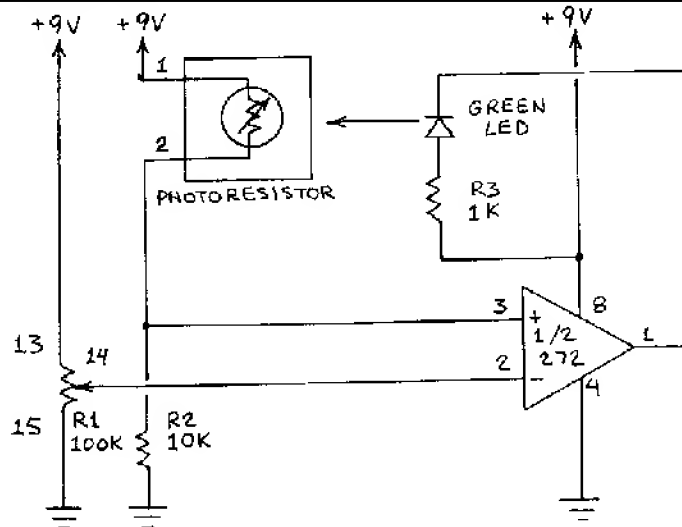 +9V
+9V
+9V
1
2
PHOTORESISTOR
GREEN
LED
R3
1K
8
3
+
1/2
272
1
2
-
4
13
14
15
R1
100K
R2
10K